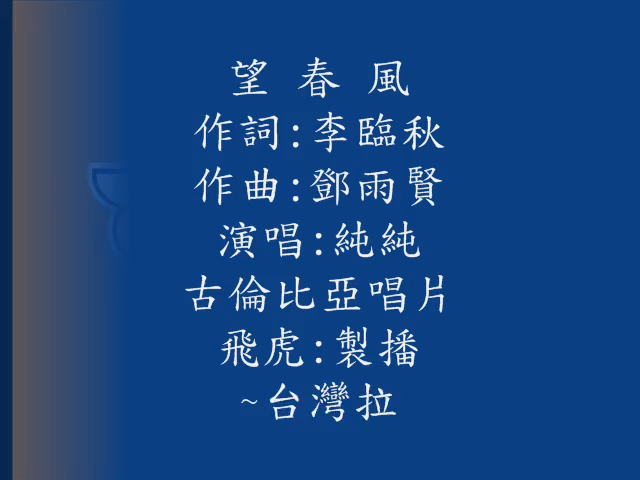 望 春 風
作詞:李臨秋
作曲:鄧雨賢
演唱:純純
古倫比亞唱片
飛虎:製播
~台灣拉